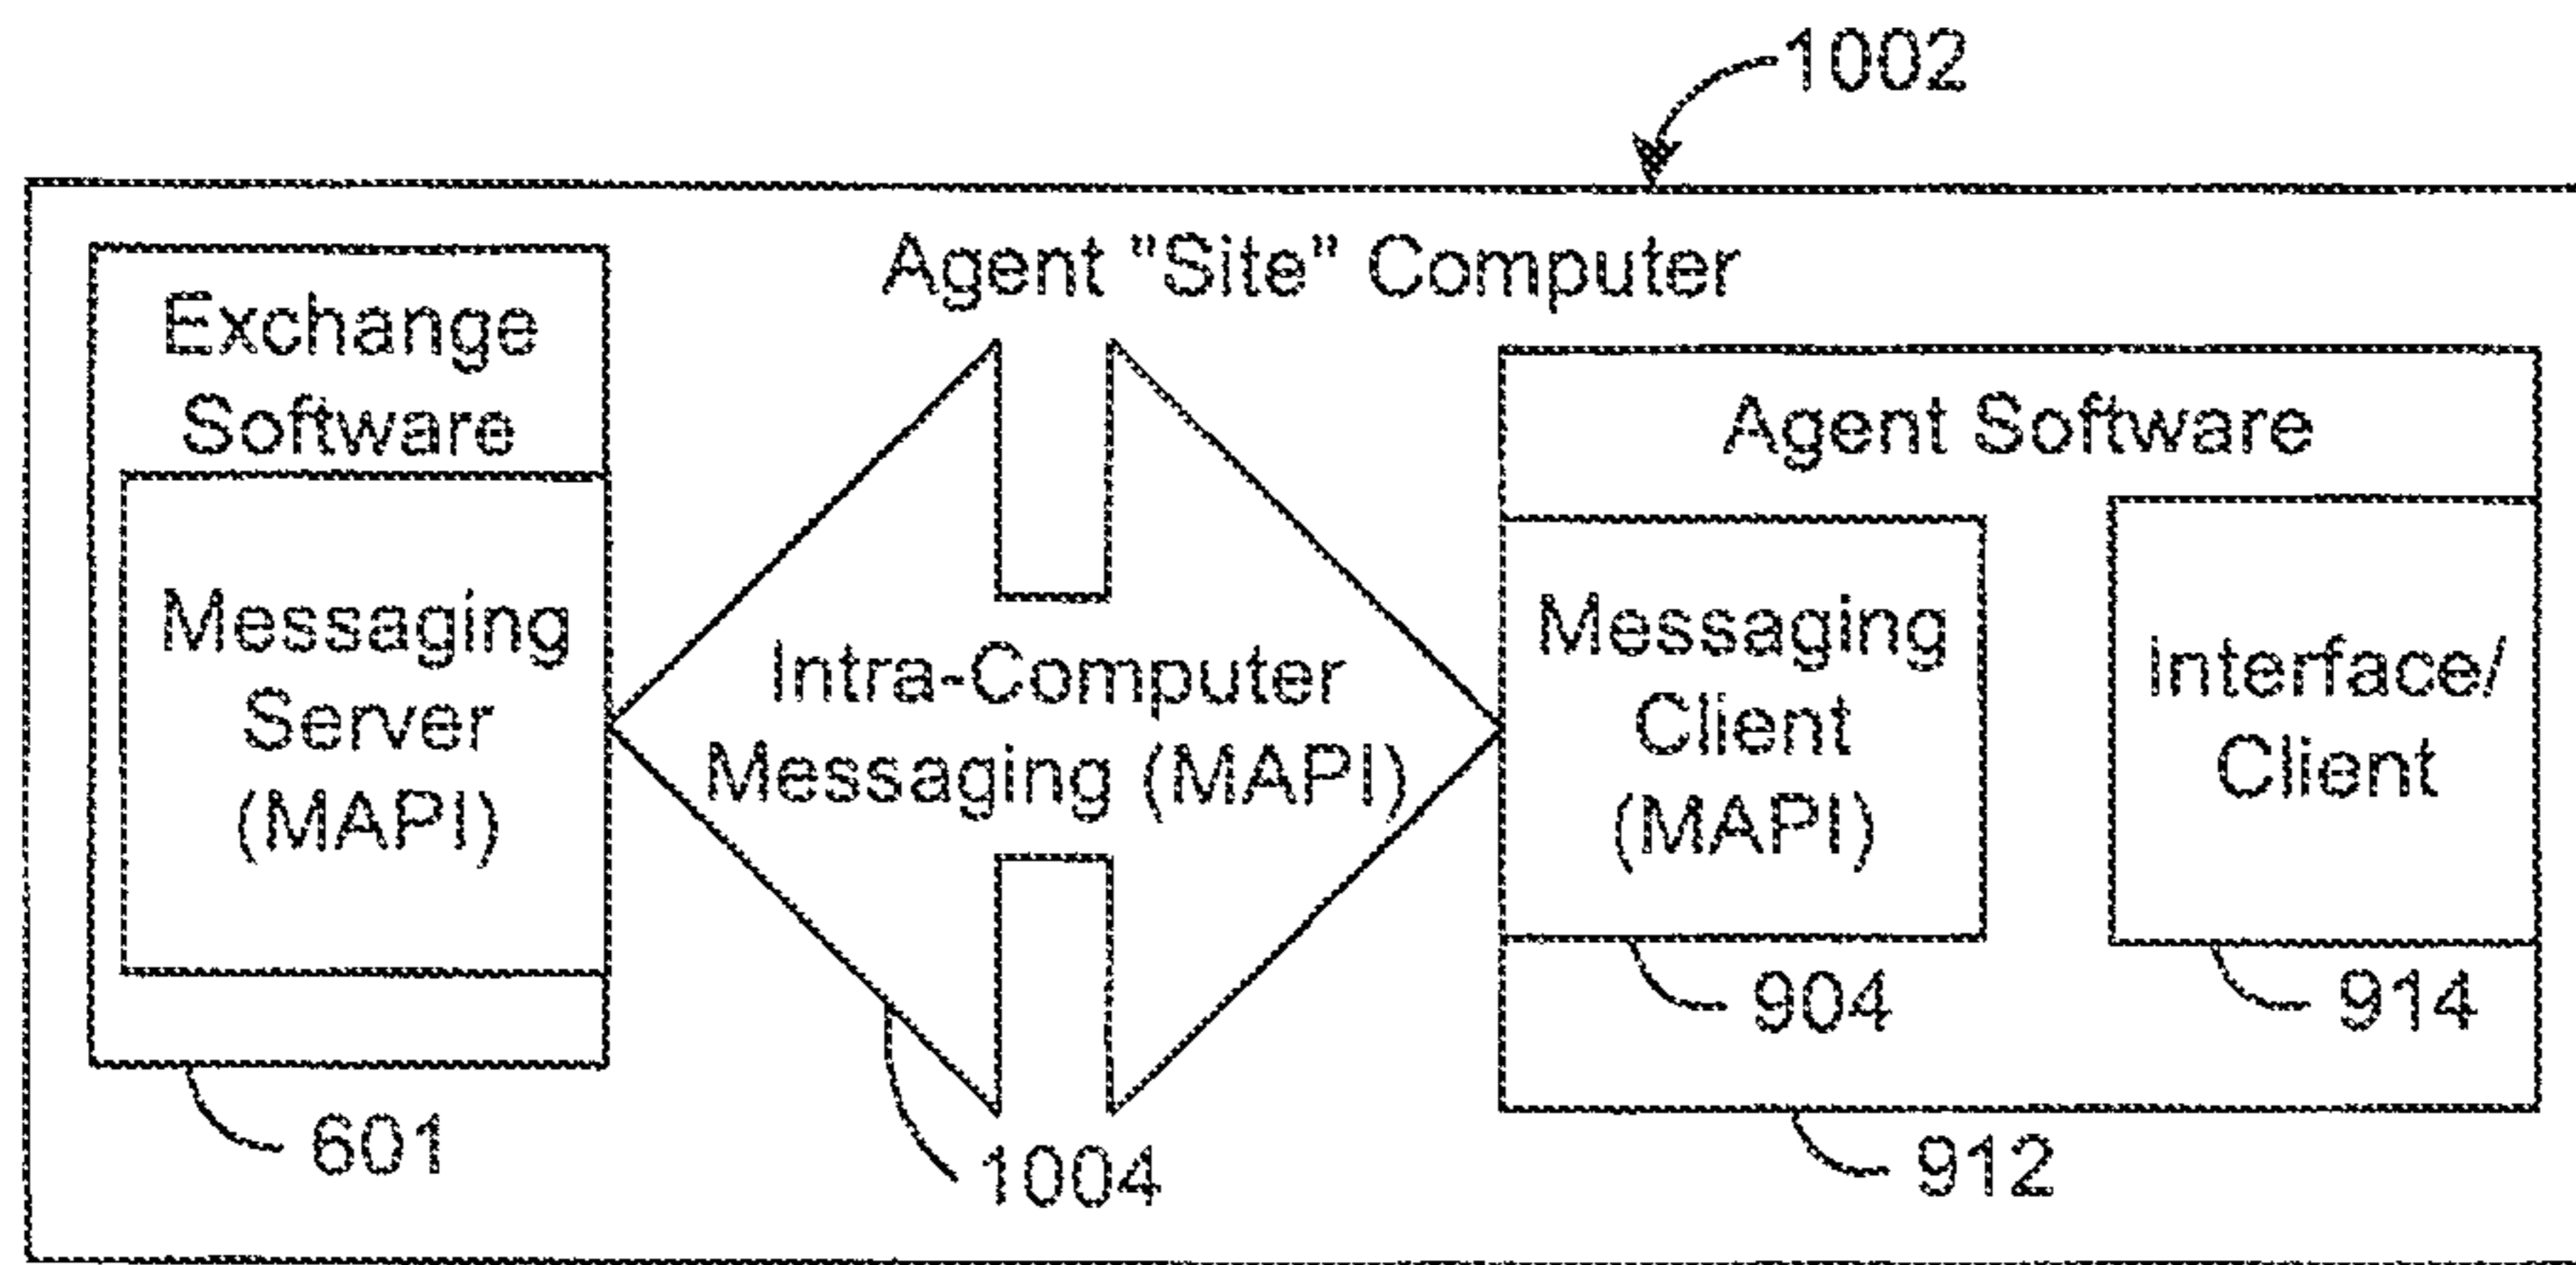 1002
Agent "Site" Computer
Exchange
Software
Messaging
Server
(MAPI)
601
Intra-Computer
Messaging (MAPI)
1004
Agent Software
Messaging
Client
(MAPI)
904
Interface/
Client
914
912